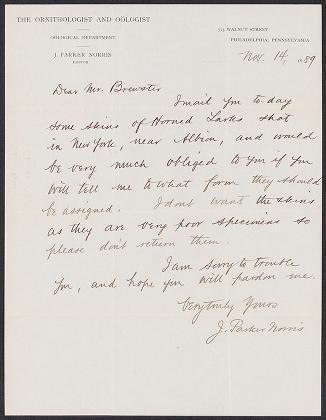 THE ORNITHOLOGIST AND OÖLOGIST.
OÖLOGICAL DEPARTMENT
J. PARKER NORRIS
EDITOR
PHILADELPHIA, PENNSYLVANIA
WALNUT STREET
Nov. 14, 1889
Dear Mr. Brewster
I mail you to-day
some skins of Horned Larks shot
in New York, near Albion, and would
be very much obliged to you if you
will tell me to what form they should
be assigned. I dont want the skins
as they are very poor specimens so
please don't return them.
I am sorry to trouble
you, and hope you will pardon me.
Very truly Yours
J. Parker Norris